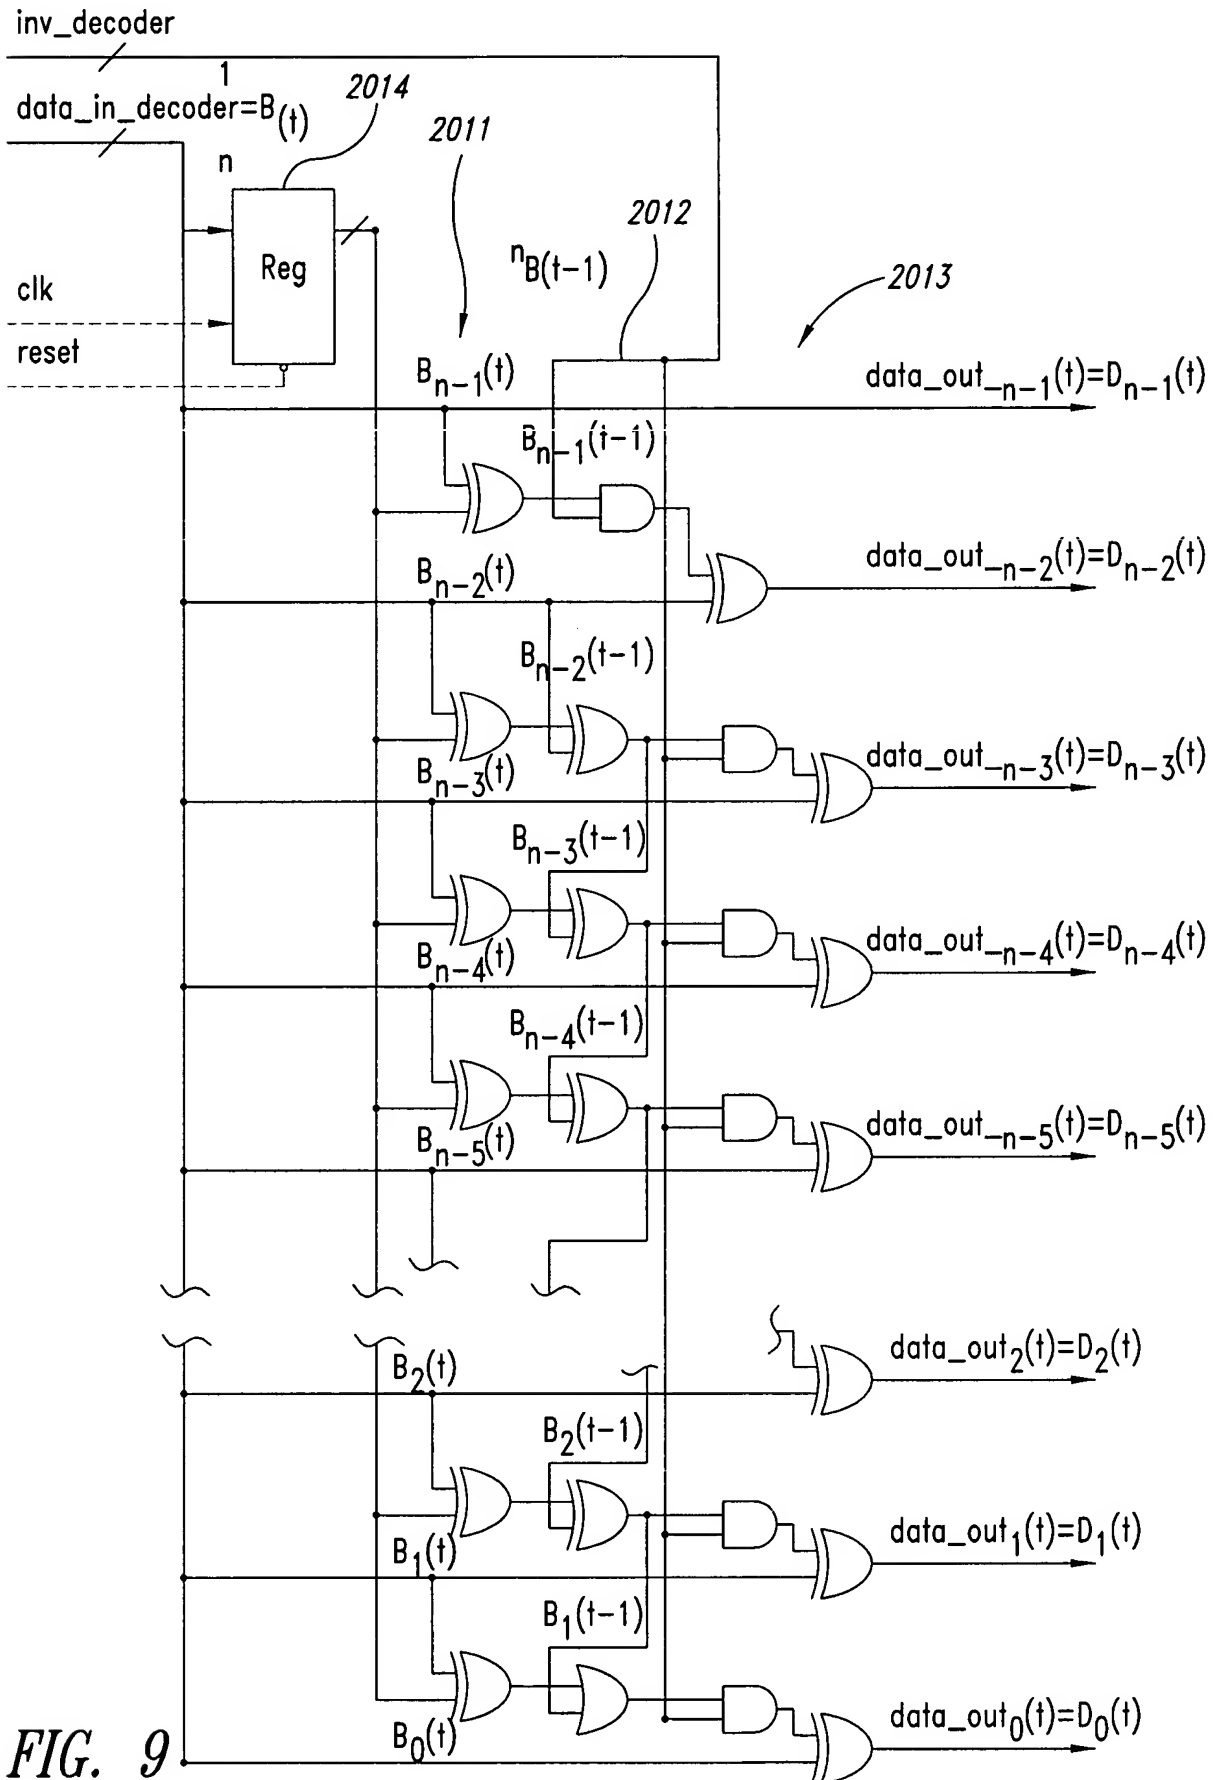 inv_decoder
1
data_in_decoder=B(t)
n
2014
2011
2012
2013
Reg
nB(t-1)
clk
reset
Bn-1(t)
data_out_n-1(t)=Dn-1(t)
Bn-1(t-1)
Bn-2(t)
data_out_n-2(t)=Dn-2(t)
Bn-2(t-1)
Bn-3(t)
data_out_n-3(t)=Dn-3(t)
Bn-3(t-1)
Bn-4(t)
data_out_n-4(t)=Dn-4(t)
Bn-4(t-1)
Bn-5(t)
data_out_n-5(t)=Dn-5(t)
B2(t)
data_out2(t)=D2(t)
B2(t-1)
B1(t)
data_out1(t)=D1(t)
B1(t-1)
B0(t)
data_out0(t)=D0(t)
FIG. 9